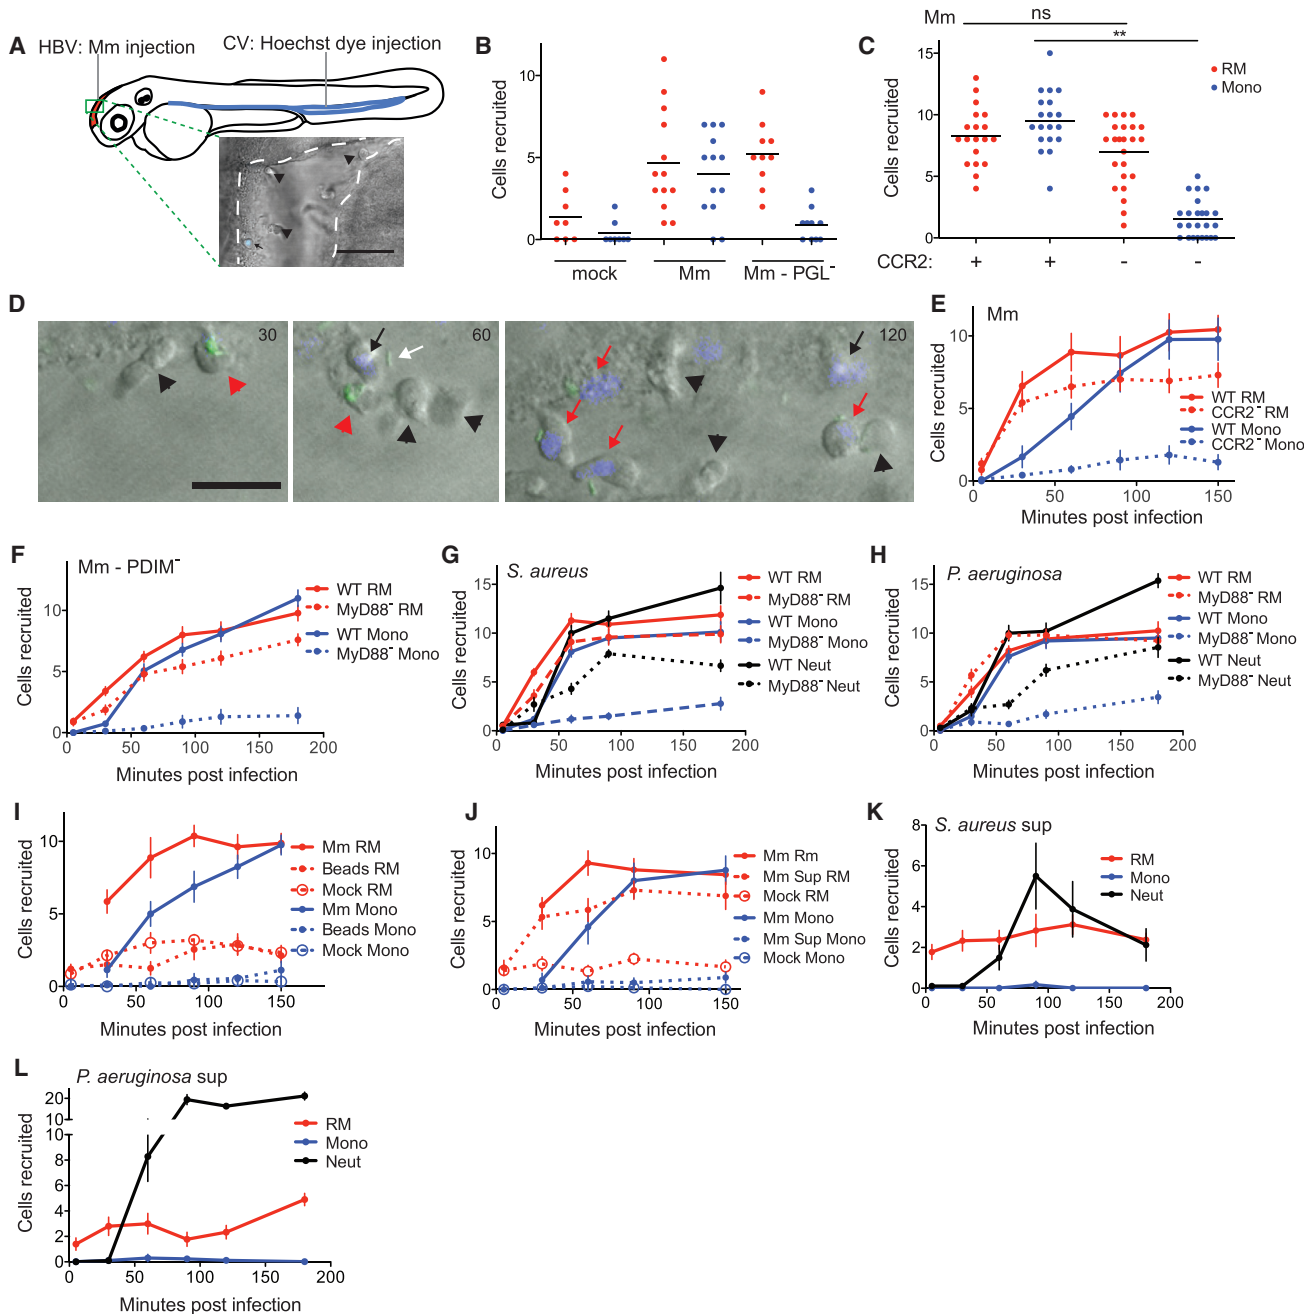 A
HBV: Mm injection
CV: Hoechst dye injection
B
Cells recruited
10
5
0
mock
Mm
Mm - PGL⁻
C
Mm
ns
**
Cells recruited
15
10
5
0
RM
Mono
CCR2:
+
+
-
-
D
30
60
120
E
Mm
Cells recruited
10
5
0
WT RM
CCR2⁻ RM
WT Mono
CCR2⁻ Mono
0
50
100
150
Minutes post infection
F
Mm - PDIM⁻
Cells recruited
10
5
0
WT RM
MyD88⁻ RM
WT Mono
MyD88⁻ Mono
0
50
100
150
200
Minutes post infection
G
S. aureus
Cells recruited
15
10
5
0
WT RM
MyD88⁻ RM
WT Mono
MyD88⁻ Mono
WT Neut
MyD88⁻ Neut
0
50
100
150
200
Minutes post infection
H
P. aeruginosa
Cells recruited
15
10
5
0
WT RM
MyD88⁻ RM
WT Mono
MyD88⁻ Mono
WT Neut
MyD88⁻ Neut
0
50
100
150
200
Minutes post infection
I
Cells recruited
10
5
0
Mm RM
Beads RM
Mock RM
Mm Mono
Beads Mono
Mock Mono
0
50
100
150
Minutes post infection
J
Cells recruited
10
5
0
Mm Rm
Mm Sup RM
Mock RM
Mm Mono
Mm Sup Mono
Mock Mono
0
50
100
150
Minutes post infection
K
S. aureus sup
Cells recruited
8
6
4
2
0
RM
Mono
Neut
0
50
100
150
200
Minutes post infection
L
P. aeruginosa sup
Cells recruited
20
10
10
8
6
4
2
0
RM
Mono
Neut
0
50
100
150
200
Minutes post infection